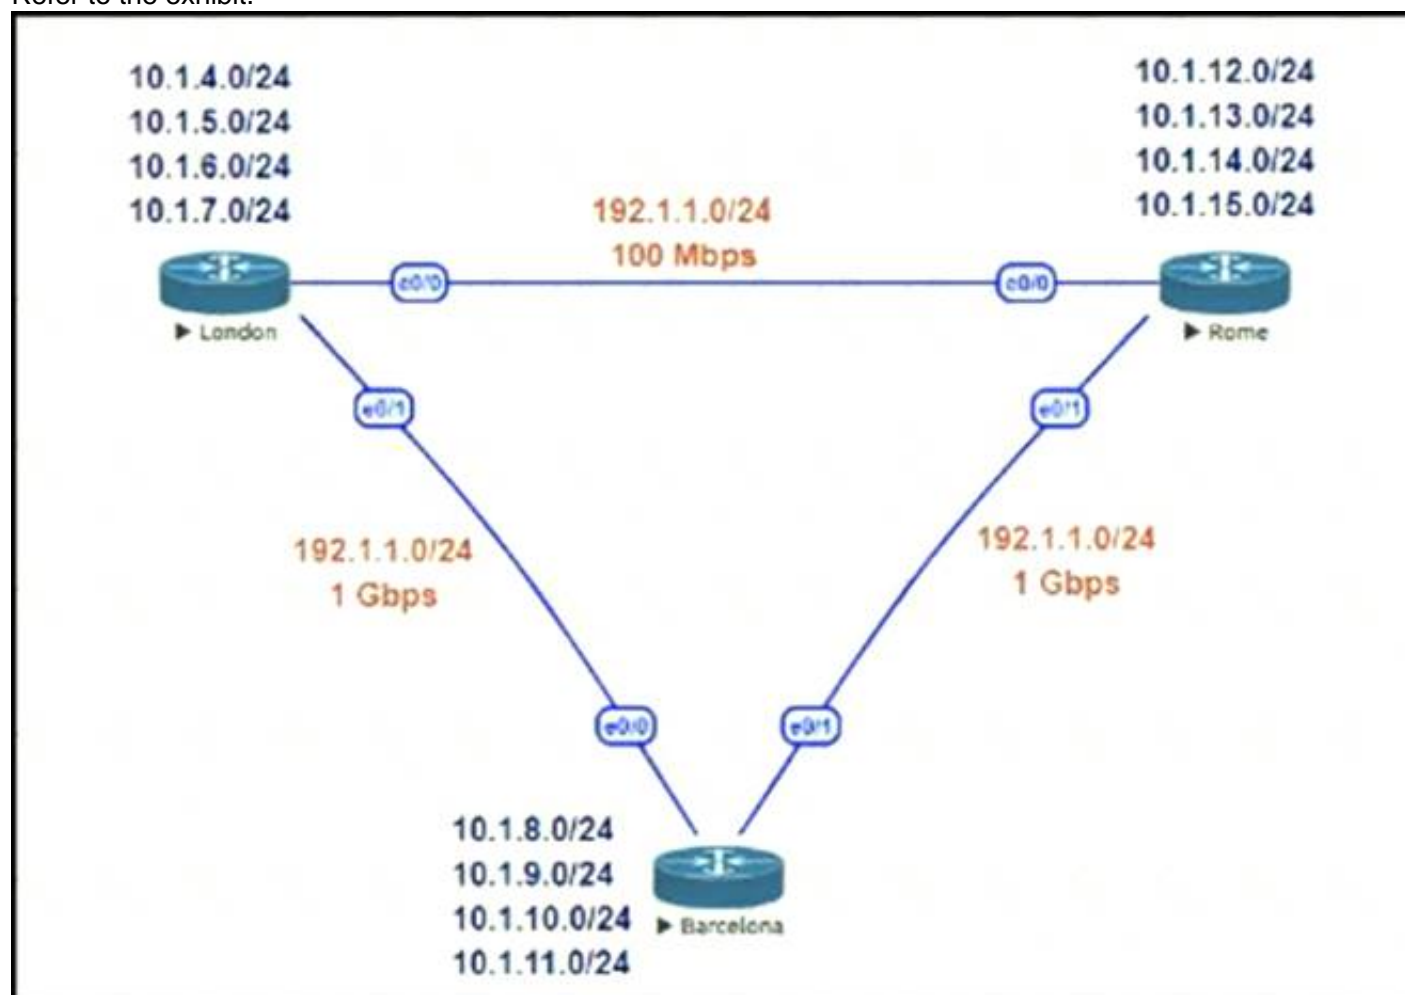 Refer to the exhibit.
10.1.4.0/24
10.1.5.0/24
10.1.6.0/24
10.1.7.0/24
10.1.12.0/24
10.1.13.0/24
10.1.14.0/24
10.1.15.0/24
192.1.1.0/24
100 Mbps
e0/0
e0/0
London
Rome
e0/1
e0/1
192.1.1.0/24
1 Gbps
192.1.1.0/24
1 Gbps
e0/0
e0/1
10.1.8.0/24
10.1.9.0/24
10.1.10.0/24
10.1.11.0/24
Barcelona